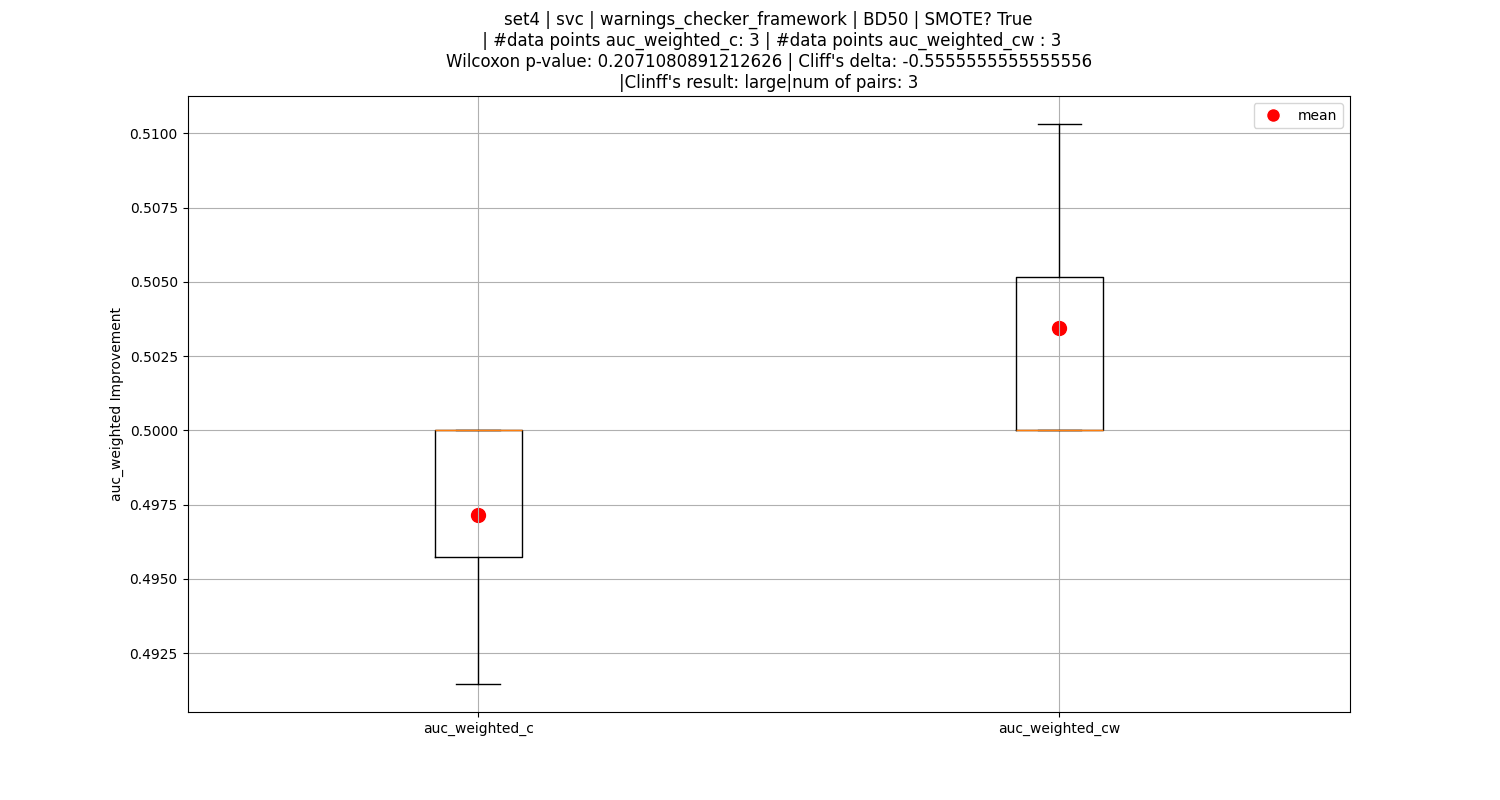 set4 | svc | warnings_checker_framework | BD50 | SMOTE? True
| #data points auc_weighted_c: 3 | #data points auc_weighted_cw : 3
Wilcoxon p-value: 0.2071080891212626 | Cliff's delta: -0.5555555555555556
|Clinff's result: large|num of pairs: 3
mean
0.5100
0.5075
0.5050
0.5025
0.5000
0.4975
0.4950
0.4925
auc_weighted Improvement
auc_weighted_c
auc_weighted_cw